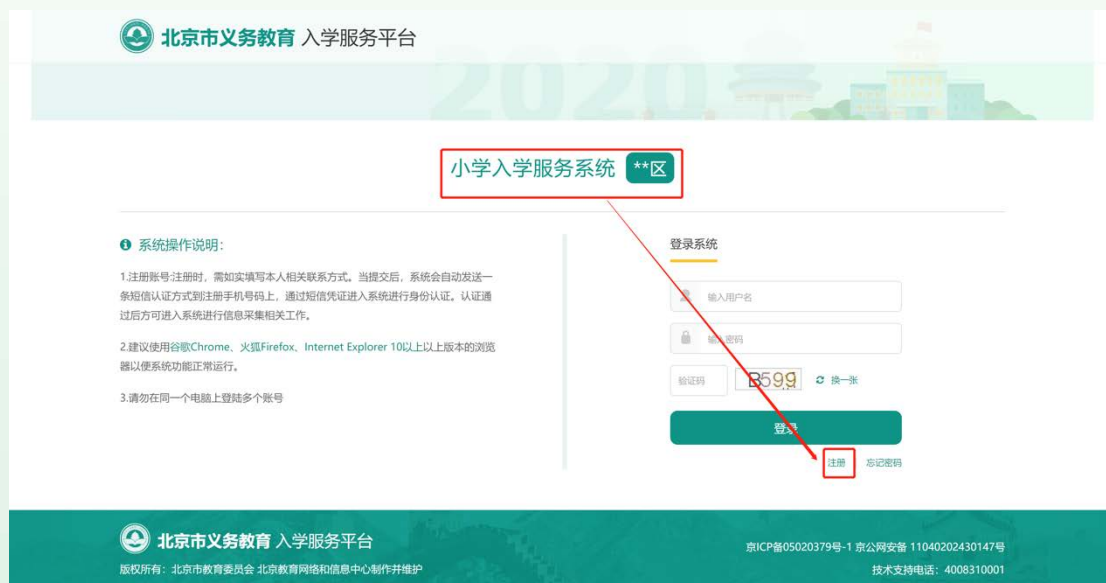 北京市义务教育 入学服务平台
2020
小学入学服务系统 **区
系统操作说明：
登录系统
1.注册账号:注册时，需如实填写本人相关联系方式。当提交后，系统会自动发送一
条短信认证方式到注册手机号码上，通过短信凭证进入系统进行身份认证。认证通
过后方可进入系统进行信息采集相关工作。
2.建议使用谷歌Chrome、火狐Firefox、Internet Explorer 10以上以上版本的浏览
器以便系统功能正常运行。
3.请勿在同一个电脑上登陆多个账号
输入用户名
输入密码
验证码 B599 换一张
登录
注册 忘记密码
北京市义务教育 入学服务平台
版权所有：北京市教育委员会 北京教育网络和信息中心制作并维护
京ICP备05020379号-1 京公网安备 11040202430147号
技术支持电话：4008310001